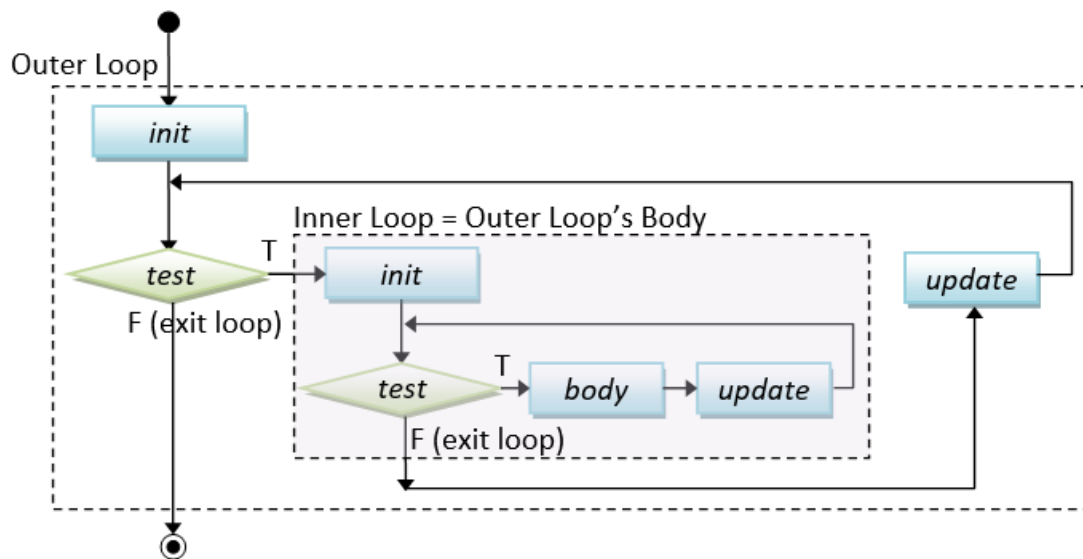 Outer Loop
init
Inner Loop = Outer Loop's Body
T
test
init
update
F (exit loop)
T
test
body
update
F (exit loop)